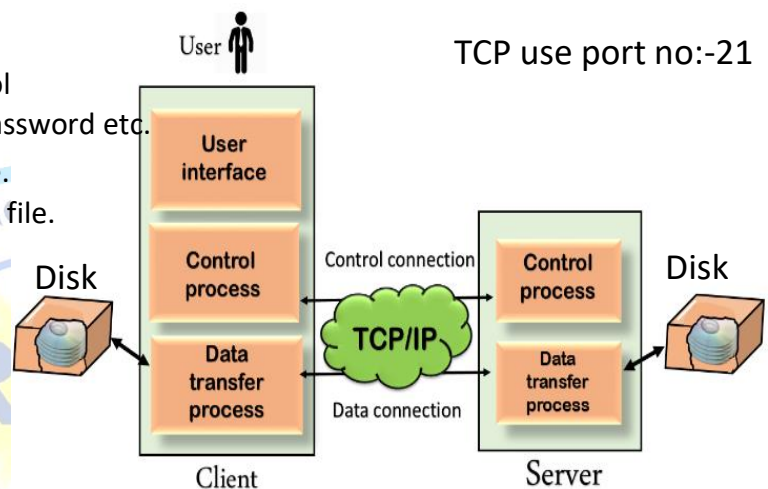 User
TCP use port no:-21
ol
assword etc.
.
file.
User
interface
Control
process
Data
transfer
process
Client
Disk
Control connection
TCP/IP
Data connection
Control
process
Data
transfer
process
Server
Disk